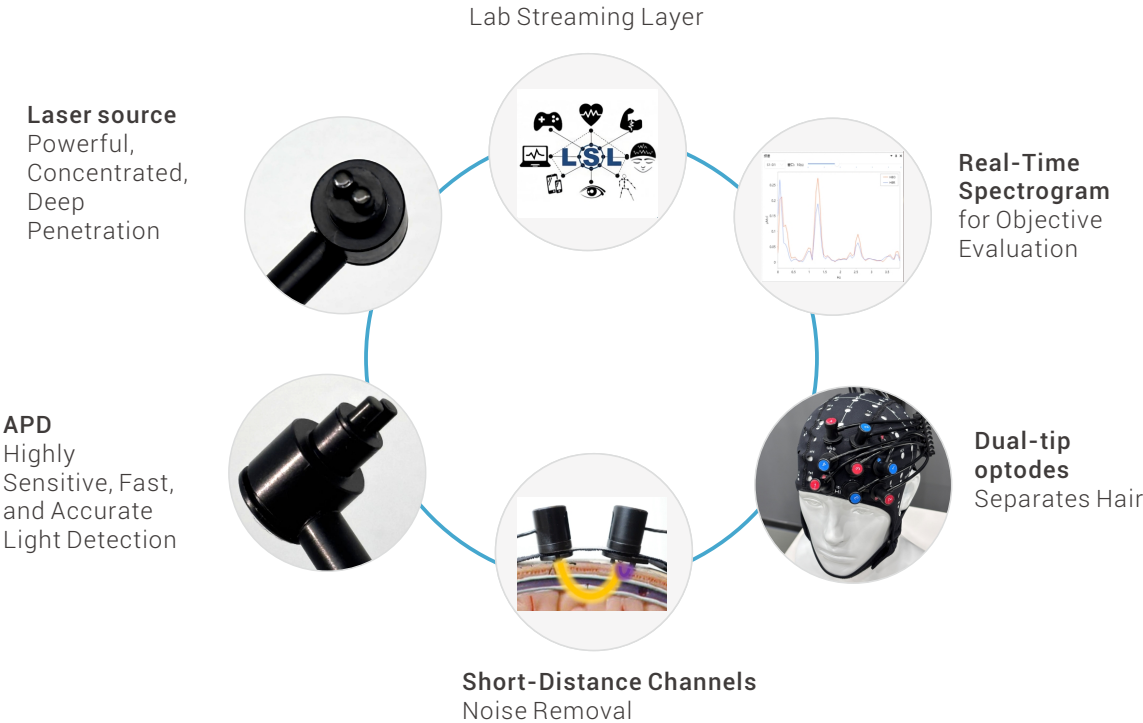 Lab Streaming Layer
Laser source
Powerful,
Concentrated,
Deep
Penetration
LSL
Real-Time
Spectrogram
for Objective
Evaluation
APD
Highly
Sensitive, Fast,
and Accurate
Light Detection
Dual-tip
optodes
Separates Hair
Short-Distance Channels
Noise Removal